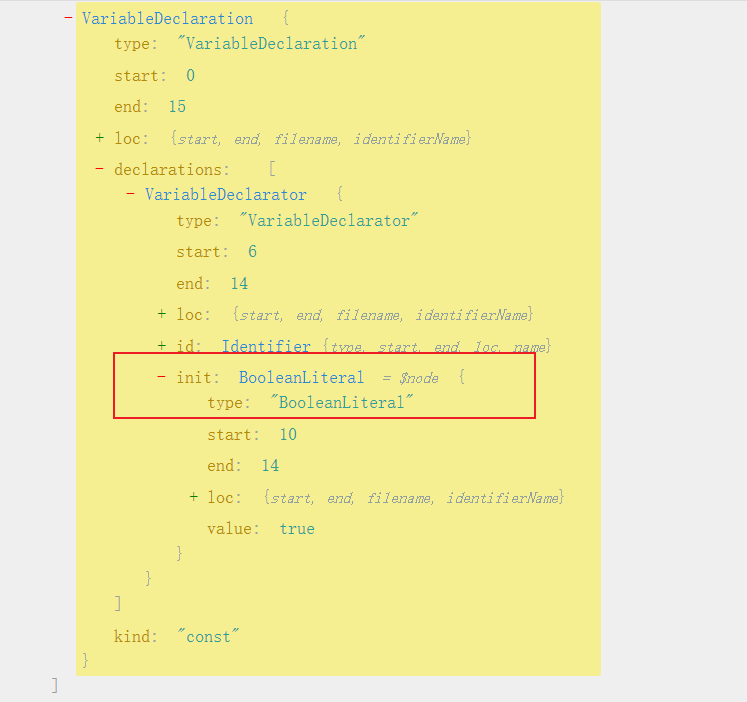 - VariableDeclaration {
type: "VariableDeclaration"
start: 0
end: 15
+ loc: {start, end, filename, identifierName}
- declarations: [
- VariableDeclarator {
type: "VariableDeclarator"
start: 6
end: 14
+ loc: {start, end, filename, identifierName}
+ id: Identifier {type, start, end, loc, name}
- init: BooleanLiteral = $node {
type: "BooleanLiteral"
start: 10
end: 14
+ loc: {start, end, filename, identifierName}
value: true
}
}
]
kind: "const"
}
]